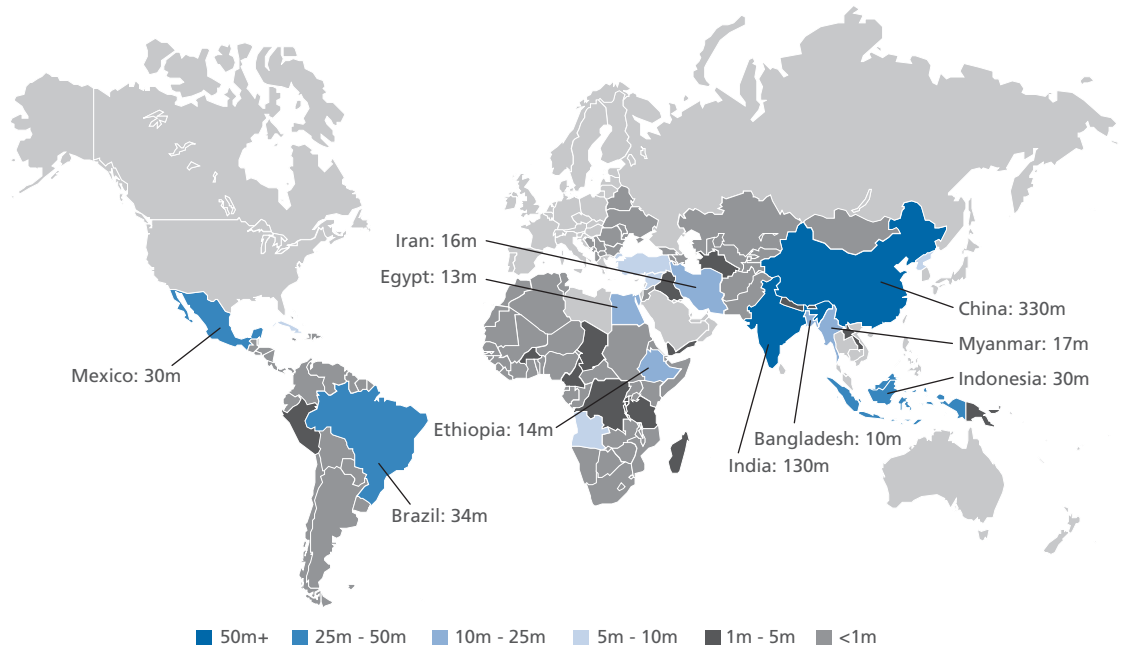 Iran: 16m
Egypt: 13m
China: 330m
Myanmar: 17m
Mexico: 30m
Indonesia: 30m
Ethiopia: 14m
Bangladesh: 10m
India: 130m
Brazil: 34m
50m+ 25m - 50m 10m - 25m 5m - 10m 1m - 5m <1m